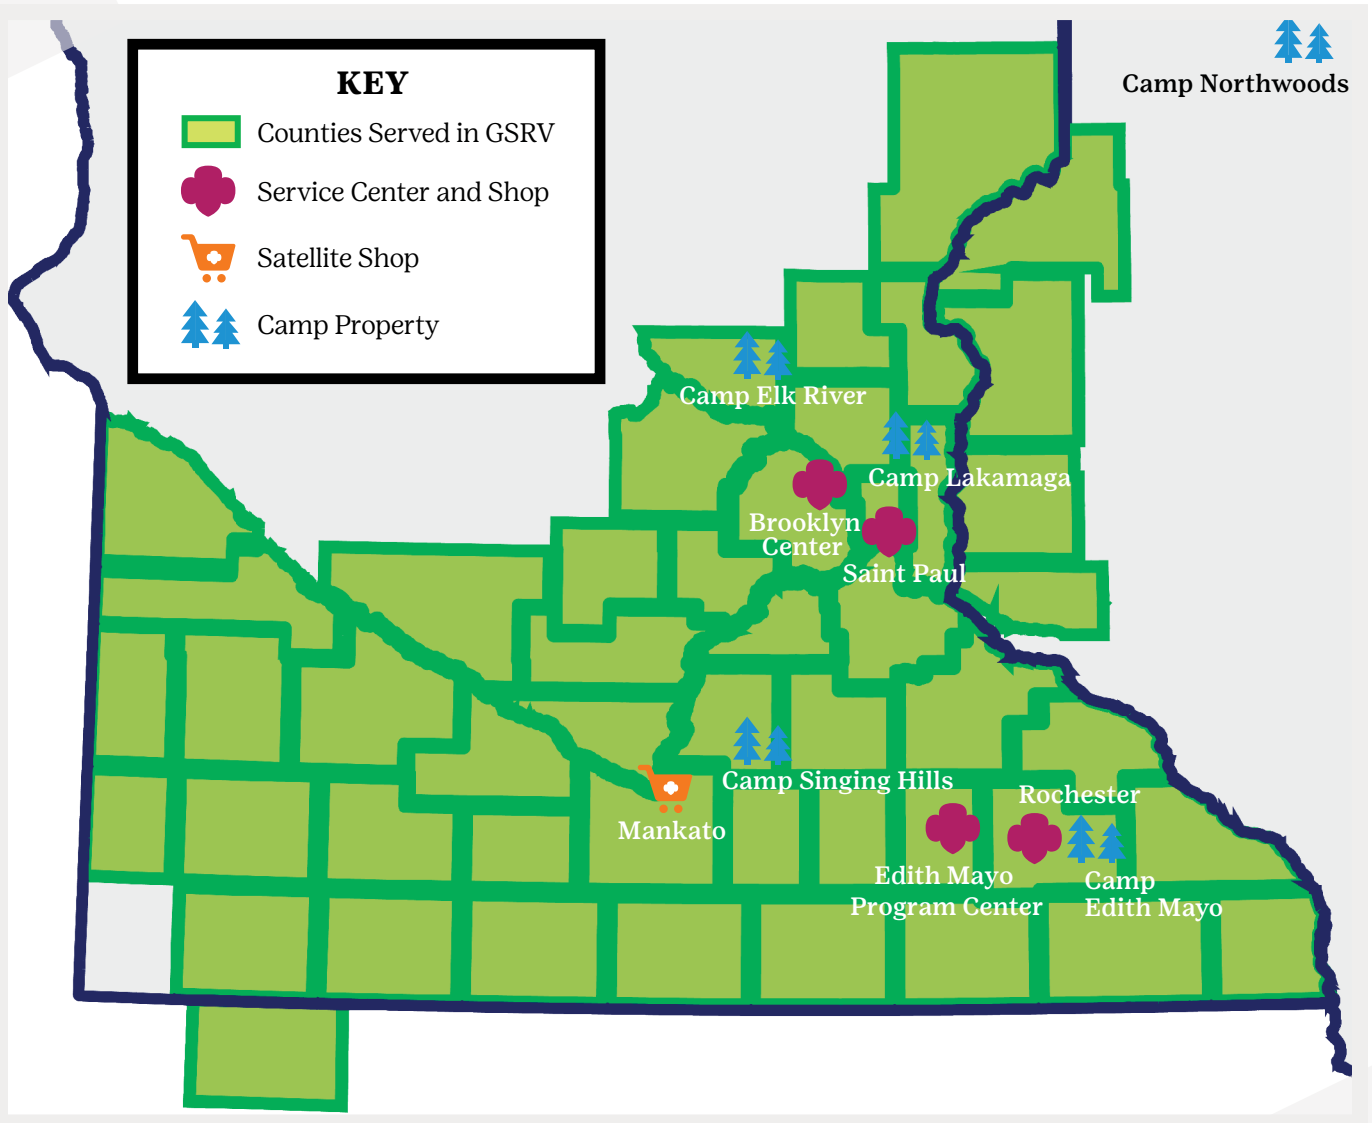 KEY
Counties Served in GSRV
Service Center and Shop
Satellite Shop
Camp Property
Camp Northwoods
Camp Elk River
Camp Lakamaga
Brooklyn
Center
Saint Paul
Camp Singing Hills
Mankato
Rochester
Edith Mayo
Program Center
Camp
Edith Mayo